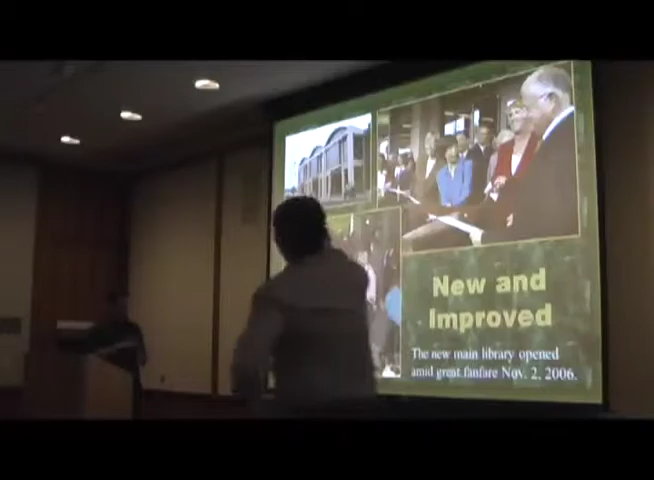 New and
Improved
The new main library opened
amid great fanfare Nov. 2, 2006.